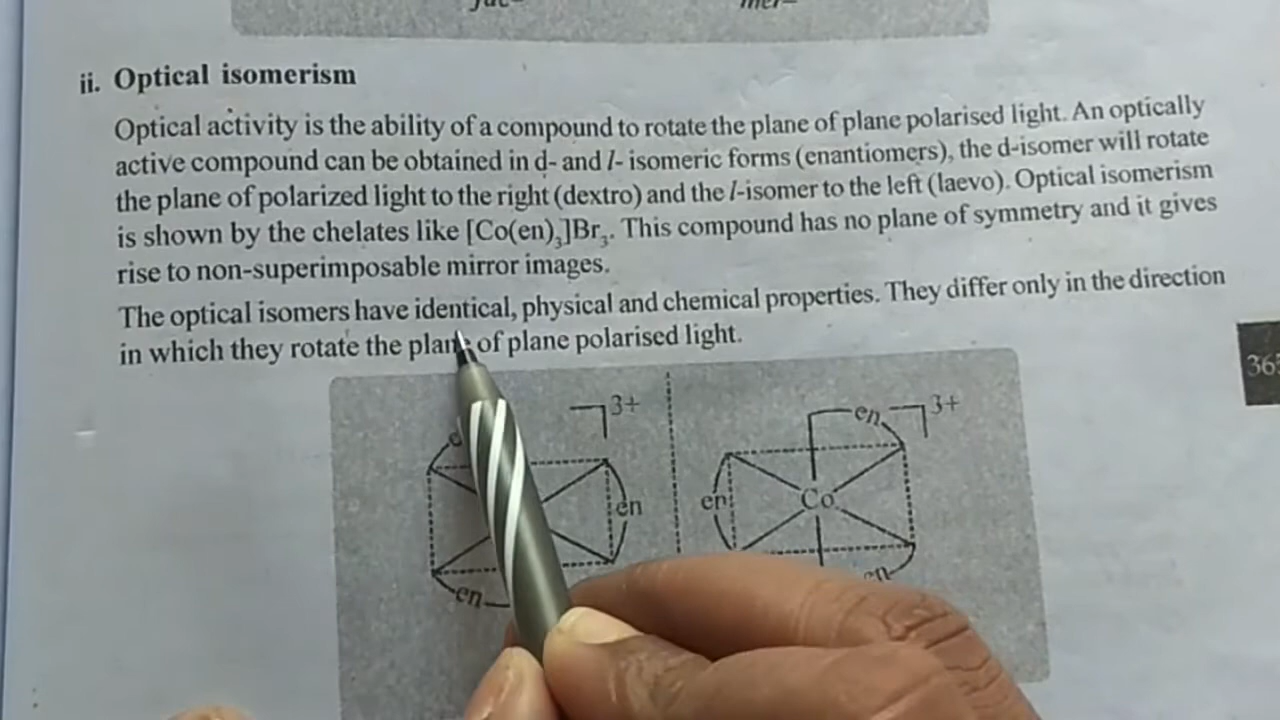 ii. Optical isomerism
Optical activity is the ability of a compound to rotate the plane of plane polarised light. An optically
active compound can be obtained in d- and l- isomeric forms (enantiomers), the d-isomer will rotate
the plane of polarized light to the right (dextro) and the l-isomer to the left (laevo). Optical isomerism
is shown by the chelates like [Co(en)₃]Br₃. This compound has no plane of symmetry and it gives
rise to non-superimposable mirror images.
The optical isomers have identical, physical and chemical properties. They differ only in the direction
in which they rotate the plane of plane polarised light.
3+ en 3+
en en Co
en en